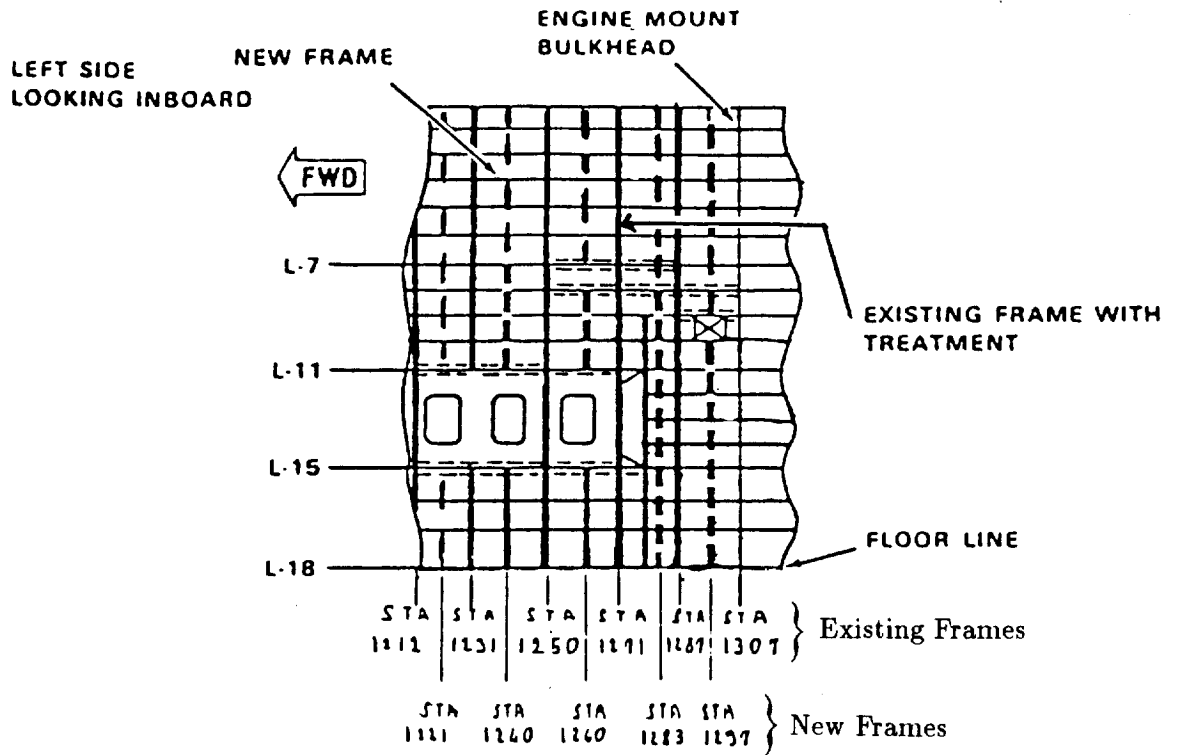 ENGINE MOUNT
BULKHEAD
NEW FRAME
LEFT SIDE
LOOKING INBOARD
FWD
L-7
EXISTING FRAME WITH
TREATMENT
L-11
L-15
FLOOR LINE
L-18
STA STA STA STA STA STA
1212 1231 1250 1271 1287 1307
Existing Frames
STA STA STA STA STA
1221 1240 1260 1283 1297
New Frames